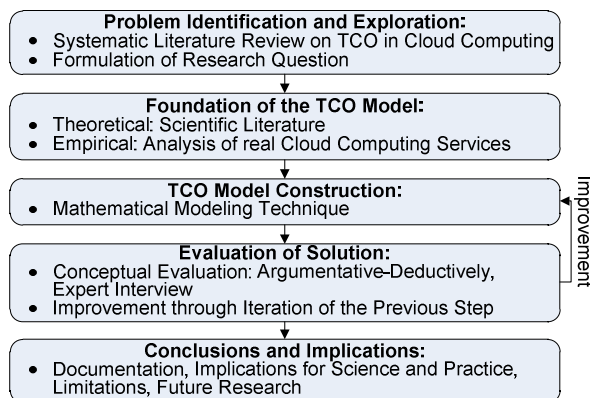 Problem Identification and Exploration:
• Systematic Literature Review on TCO in Cloud Computing
• Formulation of Research Question
Foundation of the TCO Model:
• Theoretical: Scientific Literature
• Empirical: Analysis of real Cloud Computing Services
TCO Model Construction:
• Mathematical Modeling Technique
Improvement
Evaluation of Solution:
• Conceptual Evaluation: Argumentative-Deductively,
Expert Interview
• Improvement through Iteration of the Previous Step
Conclusions and Implications:
• Documentation, Implications for Science and Practice,
Limitations, Future Research